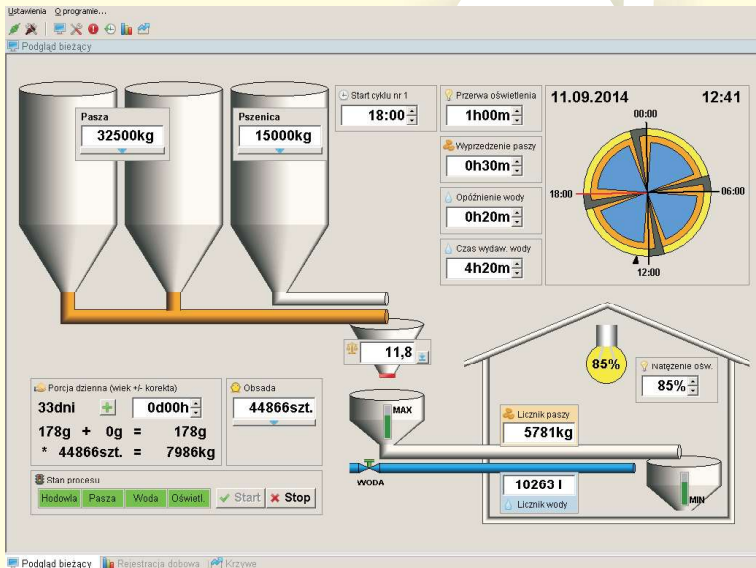 Ustawienia O programie...
Podgląd bieżący
Pasza
32500kg
Pszenica
15000kg
Start cyklu nr 1
18:00
Przerwa oświetlenia
1h00m
Wyprzedzenie paszy
0h30m
Opóźnienie wody
0h20m
Czas wydaw. wody
4h20m
11.09.2014 12:41
00:00
18:00 06:00
12:00
11,8
85%
Natężenie ośw.
85%
Porcja dzienna (wiek +/- korekta)
33dni 0d00h
178g + 0g = 178g
* 44866szt. = 7986kg
Obsada
44866szt.
MAX
Licznik paszy
5781kg
WODA
10263 l
Licznik wody
MIN
Stan procesu
Hodowla Pasza Woda Oświetl. Start Stop
Podgląd bieżący Rejestracja dobowa Krzywe